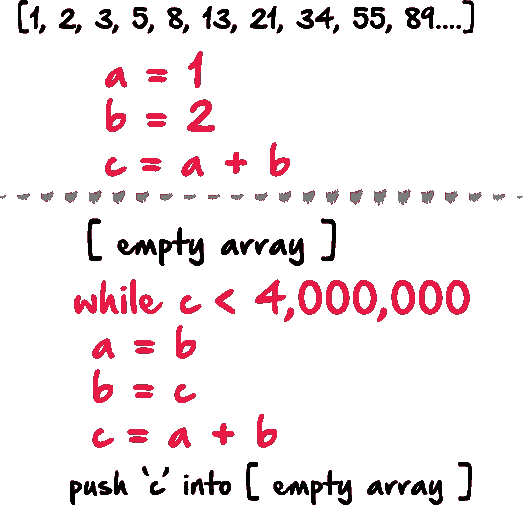 [1, 2, 3, 5, 8, 13, 21, 34, 55, 89....]
a = 1
b = 2
c = a + b
[ empty array ]
while c < 4,000,000
a = b
b = c
c = a + b
push 'c' into [ empty array ]